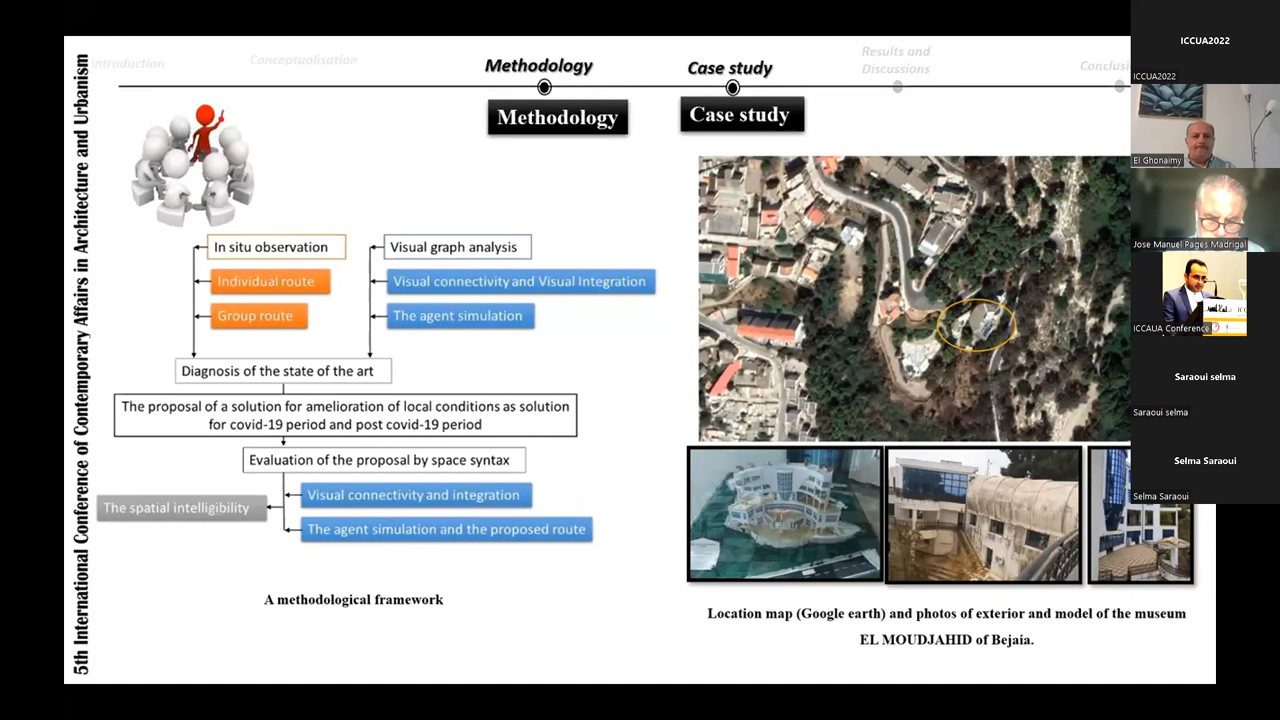 5th International Conference of Contemporary Affairs in Architecture and Urbanism
Introduction
Conceptualisation
Methodology
Case study
Results and
Discussions
Methodology
Case study
In situ observation
Individual route
Group route
Visual graph analysis
Visual connectivity and Visual Integration
The agent simulation
Diagnosis of the state of the art
The proposal of a solution for amelioration of local conditions as solution
for covid-19 period and post covid-19 period
Evaluation of the proposal by space syntax
The spatial intelligibility
Visual connectivity and integration
The agent simulation and the proposed route
A methodological framework
Location map (Google earth) and photos of exterior and model of the museum
EL MOUDJAHID of Bejaia.
ICCUA2022
ICCUA2022
El Ghonaimy
Jose Manuel Pages Madrigal
ICCAUA Conference
Saraoui selma
Saraoui selma
Selma Saraoui
Selma Saraoui